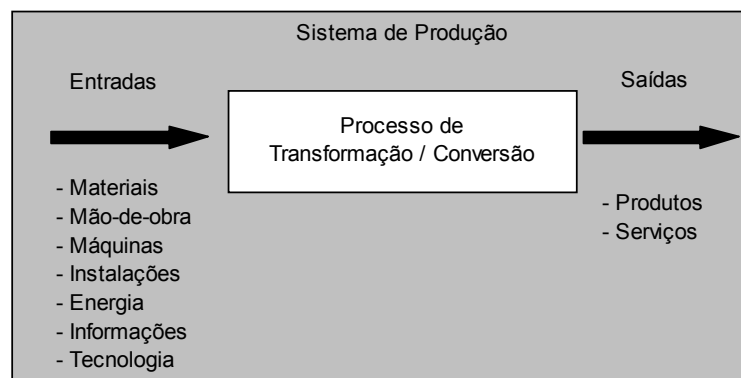 Sistema de Produção
Entradas
Saídas
Processo de
Transformação / Conversão
- Materiais
- Mão-de-obra
- Máquinas
- Instalações
- Energia
- Informações
- Tecnologia
- Produtos
- Serviços